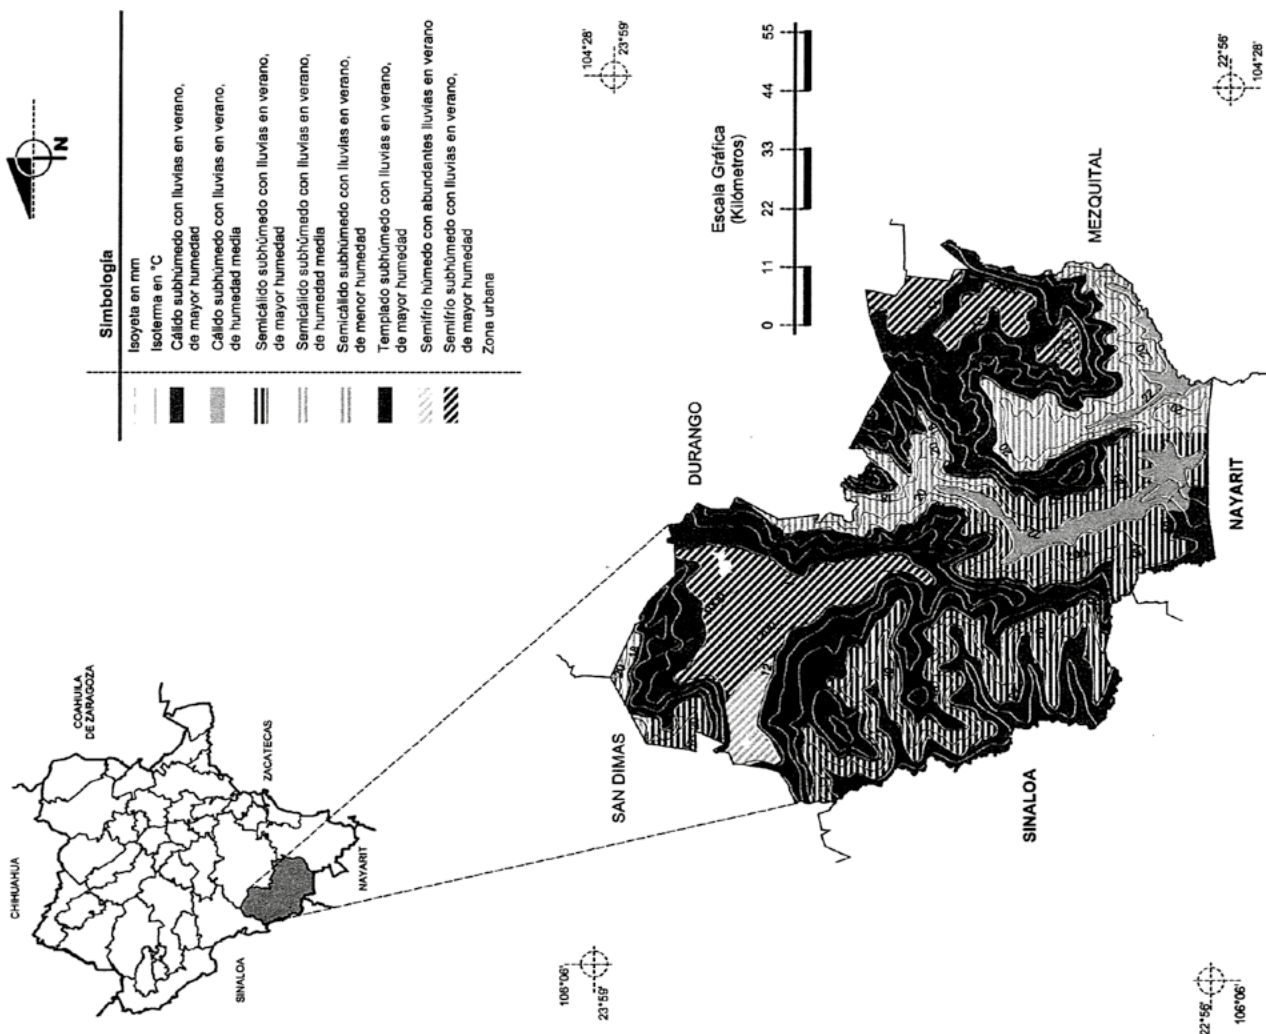 N
Simbología
Isoyeta en mm
Isoterma en °C
Cálido subhúmedo con lluvias en verano,
de mayor humedad
Cálido subhúmedo con lluvias en verano,
de humedad media
Semicálido subhúmedo con lluvias en verano,
de mayor humedad
Semicálido subhúmedo con lluvias en verano,
de humedad media
Semicálido subhúmedo con lluvias en verano,
de menor humedad
Templado subhúmedo con lluvias en verano,
de mayor humedad
Semifrío húmedo con abundantes lluvias en verano
Semifrío subhúmedo con lluvias en verano,
de mayor humedad
Zona urbana
CHIHUAHUA
COAHUILA
DE ZARAGOZA
SINALOA
ZACATECAS
NAYARIT
106°06'
23°59'
104°28'
23°59'
Escala Gráfica
(Kilómetros)
0 11 22 33 44 55
SAN DIMAS
DURANGO
MEZQUITAL
SINALOA
NAYARIT
12
22°56'
106°06'
22°56'
104°28'